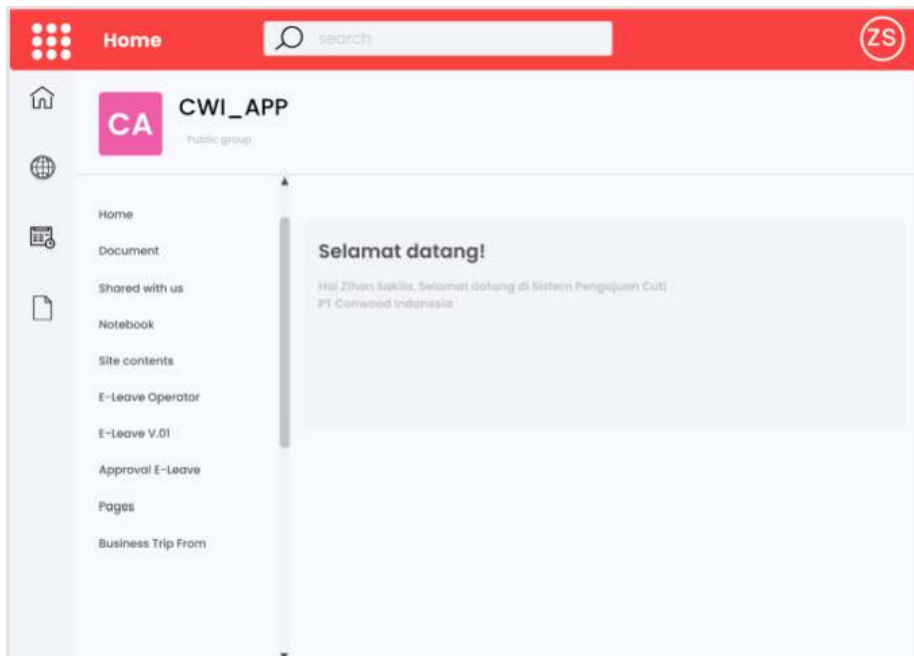 Home
search
ZS
CA
CWI_APP
Public group
Home
Document
Shared with us
Notebook
Site contents
E-Leave Operator
E-Leave V.01
Approval E-Leave
Pages
Business Trip From
Selamat datang!
Hai Zihan Sakila, Selamat datang di Sistem Pengajuan Cuti
PT Conwood Indonesia